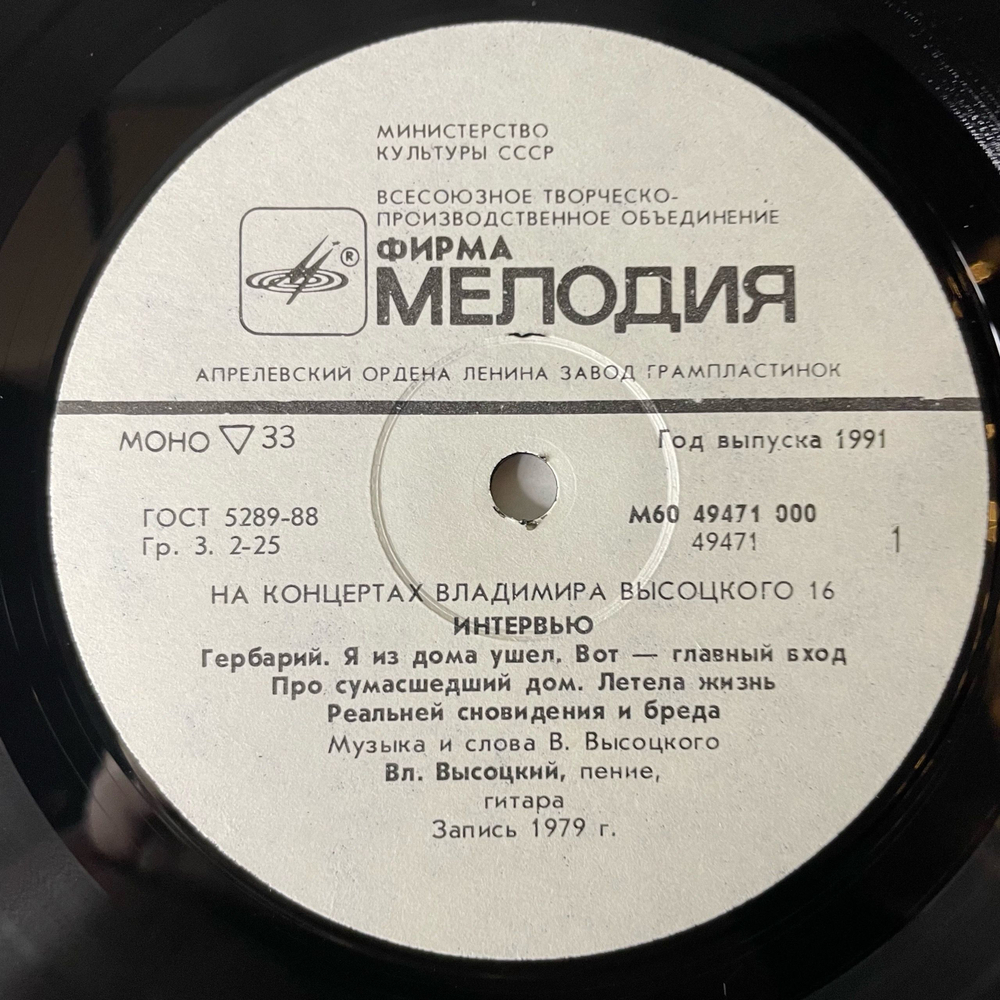 МИНИСТЕРСТВО
КУЛЬТУРЫ СССР
ВСЕСОЮЗНОЕ ТВОРЧЕСКО-
ПРОИЗВОДСТВЕННОЕ ОБЪЕДИНЕНИЕ
®
ФИРМА
МЕЛОДИЯ
АПРЕЛЕВСКИЙ ОРДЕНА ЛЕНИНА ЗАВОД ГРАМПЛАСТИНОК
МОНО ▽ 33 Год выпуска 1991
ГОСТ 5289-88 М60 49471 000
Гр. 3. 2-25 49471 1
НА КОНЦЕРТАХ ВЛАДИМИРА ВЫСОЦКОГО 16
ИНТЕРВЬЮ
Гербарий. Я из дома ушел. Вот — главный вход
Про сумасшедший дом. Летела жизнь
Реальней сновидения и бреда
Музыка и слова В. Высоцкого
Вл. Высоцкий, пение,
гитара
Запись 1979 г.